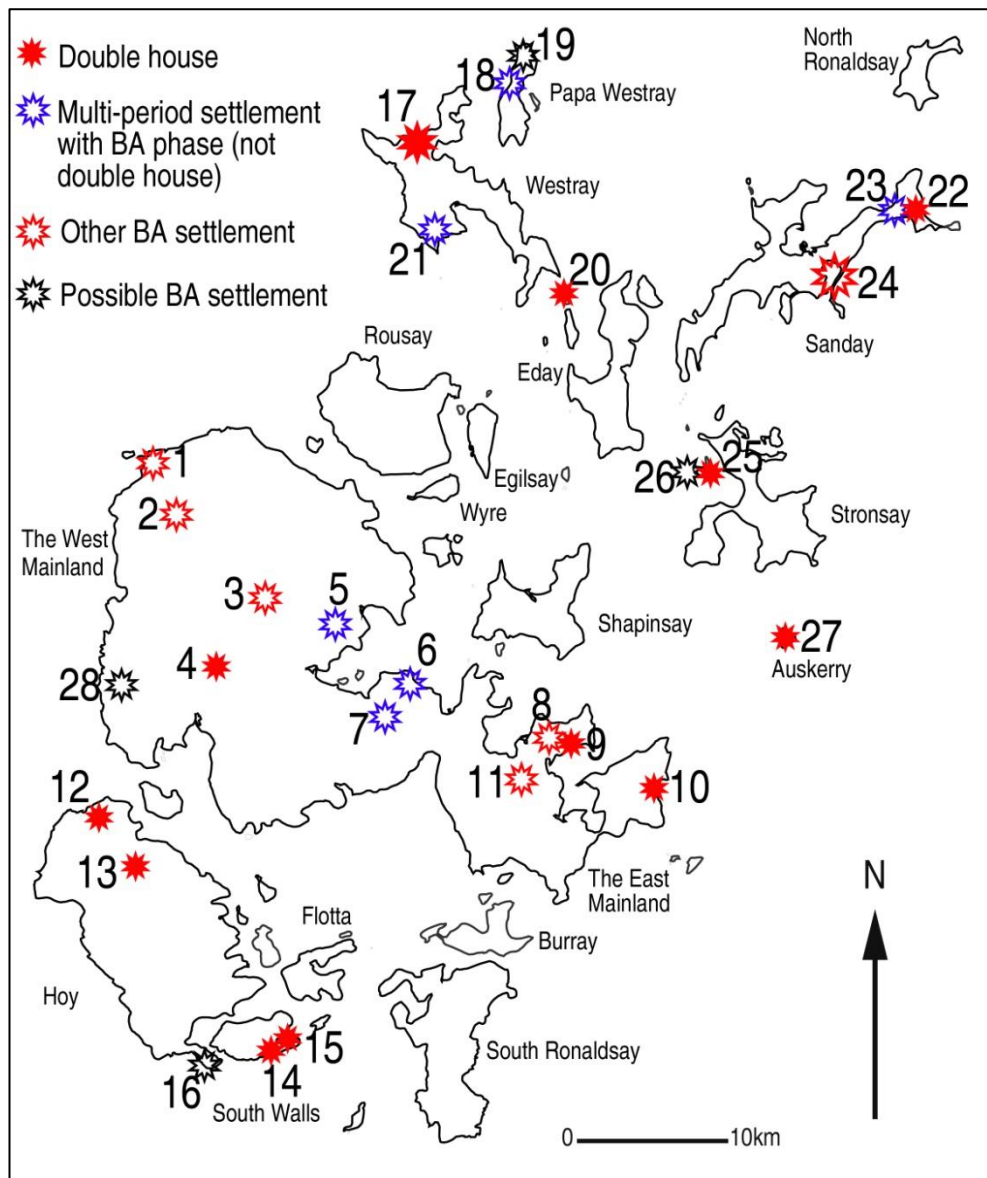 Double house
Multi-period settlement
with BA phase (not
double house)
Other BA settlement
Possible BA settlement
19
18
Papa Westray
North
Ronaldsay
17
Westray
21
20
23
22
24
Sanday
Rousay
Eday
Egilsay
Wyre
26
25
Stronsay
1
2
The West
Mainland
3
5
Shapinsay
4
6
28
7
27
Auskerry
8
9
11
10
12
13
The East
Mainland
N
Flotta
Burray
Hoy
15
14
16
South Walls
South Ronaldsay
0
10km